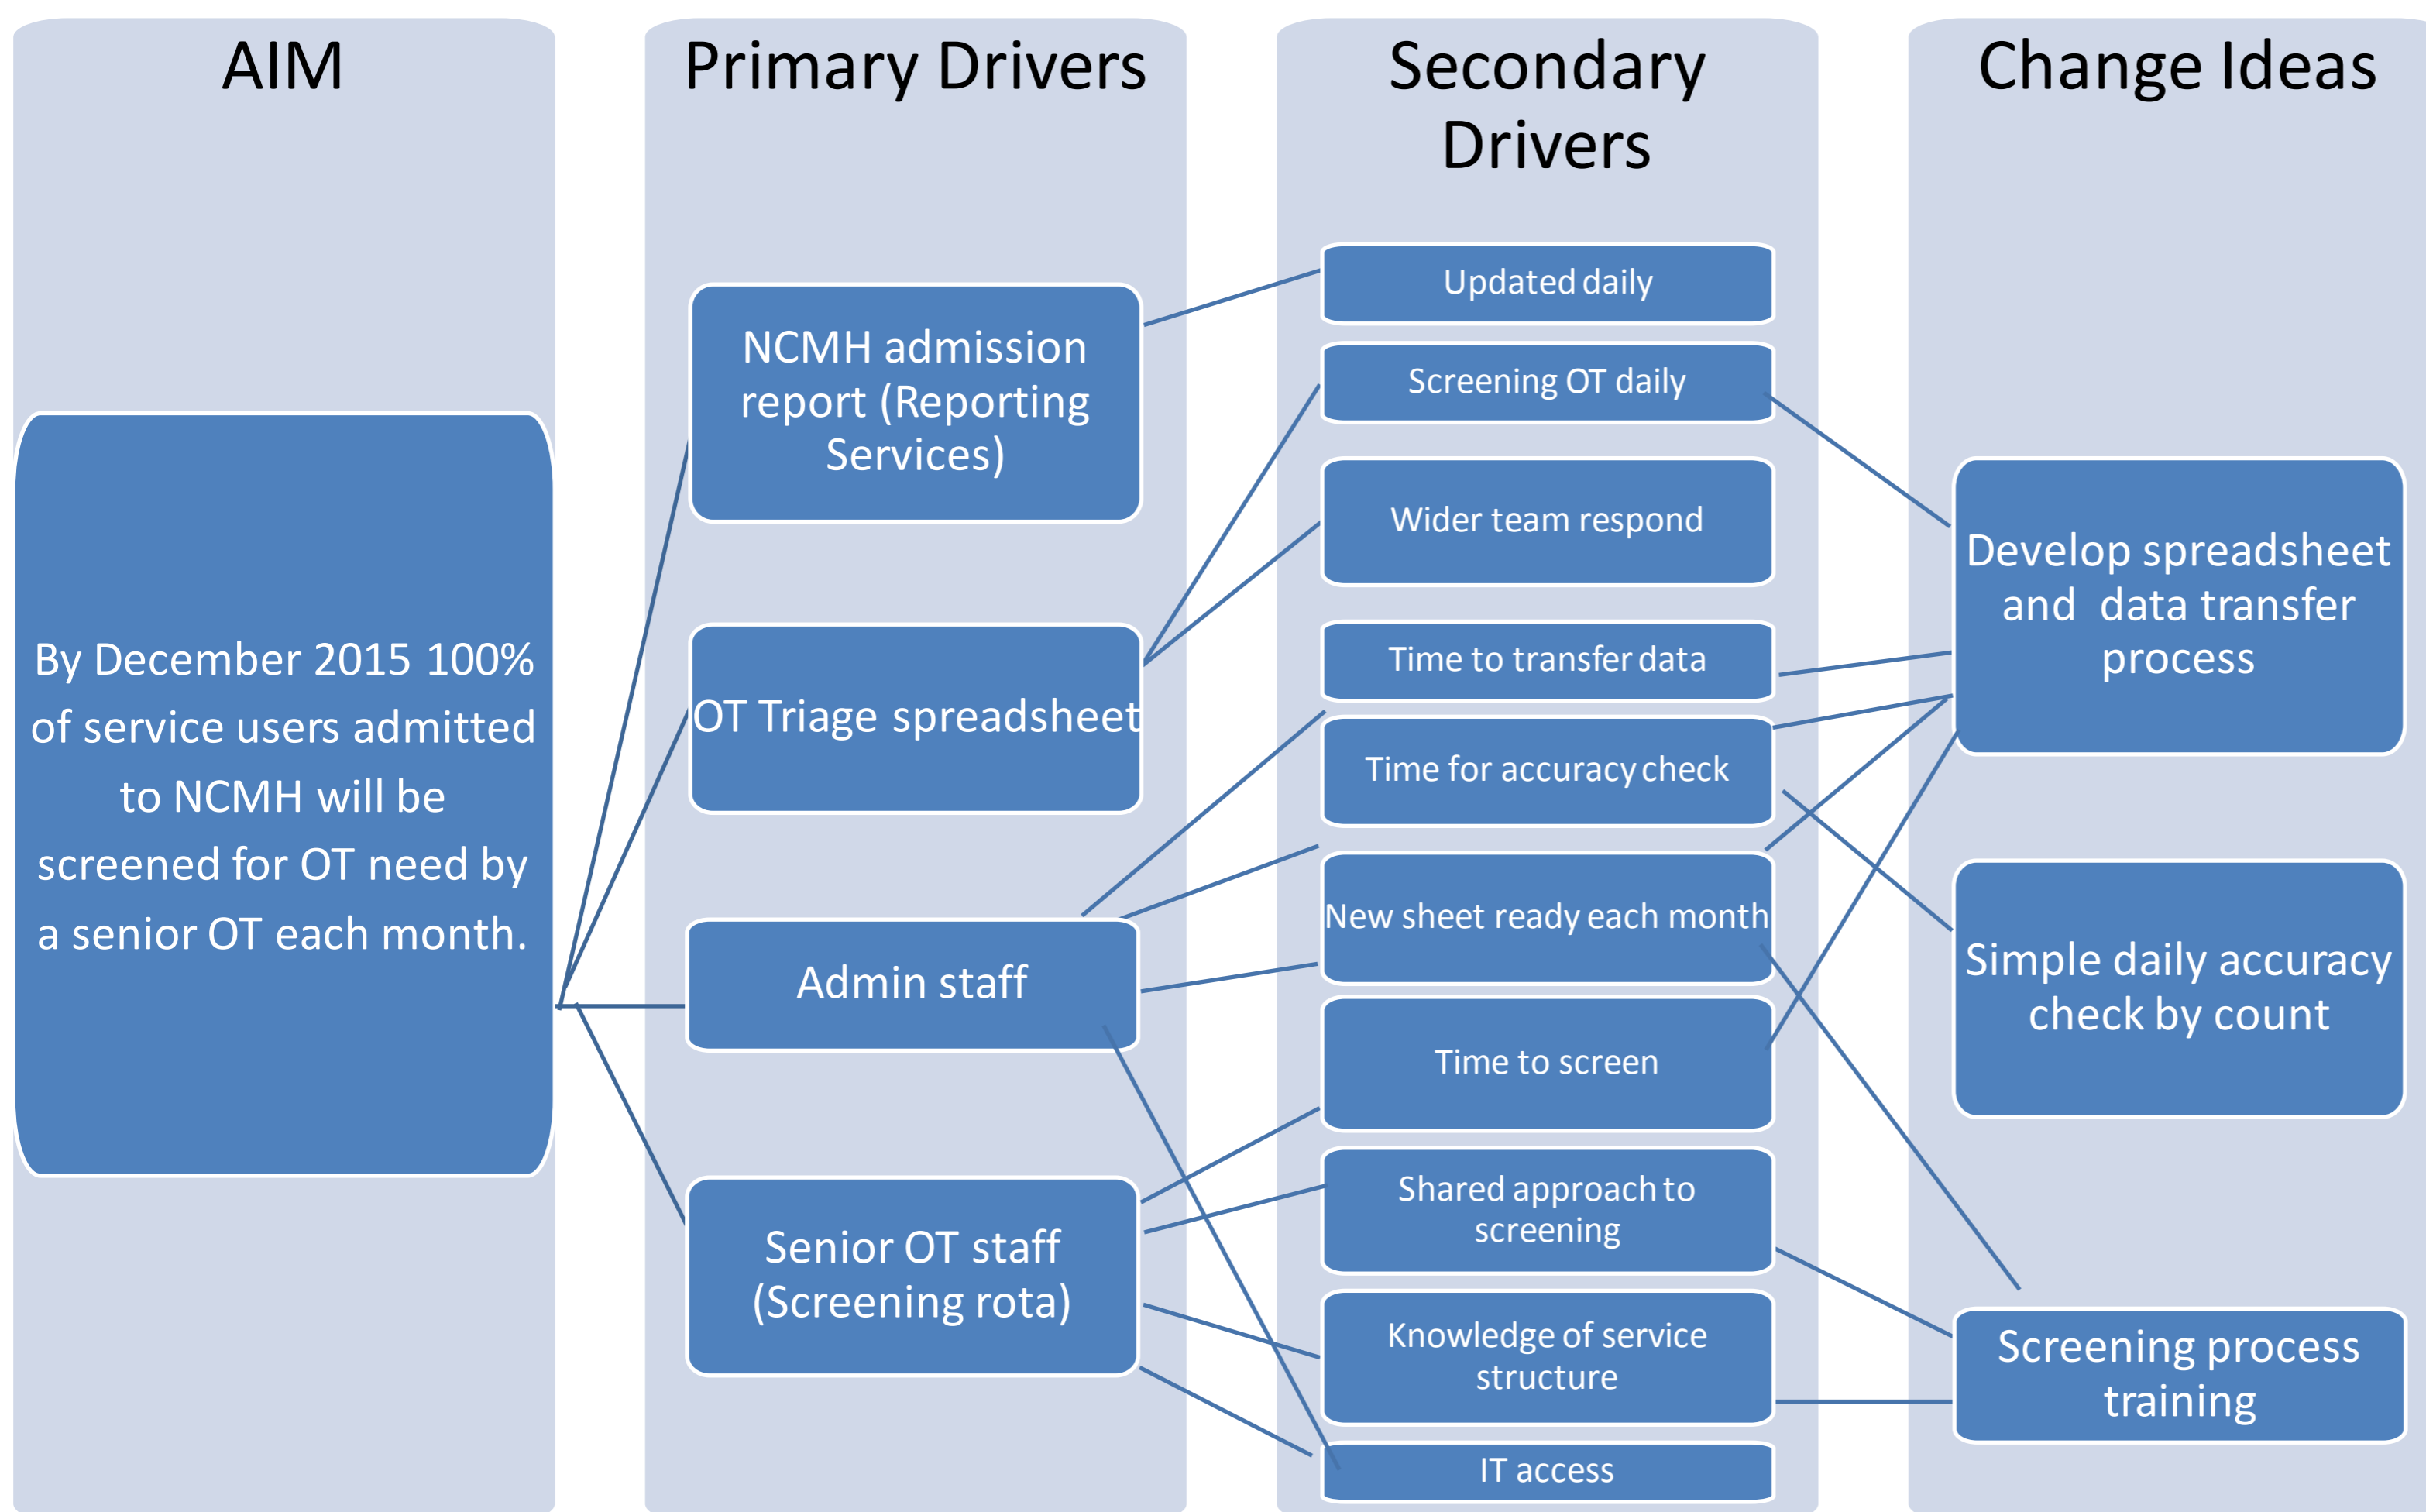 AIM
By December 2015 100%
of service users admitted
to NCMH will be
screened for OT need by
a senior OT each month.
Primary Drivers
NCMH admission
report (Reporting
Services)
OT Triage spreadsheet
Admin staff
Senior OT staff
(Screening rota)
Secondary
Drivers
Updated daily
Screening OT daily
Wider team respond
Time to transfer data
Time for accuracy check
New sheet ready each month
Time to screen
Shared approach to
screening
Knowledge of service
structure
IT access
Change Ideas
Develop spreadsheet
and data transfer
process
Simple daily accuracy
check by count
Screening process
training